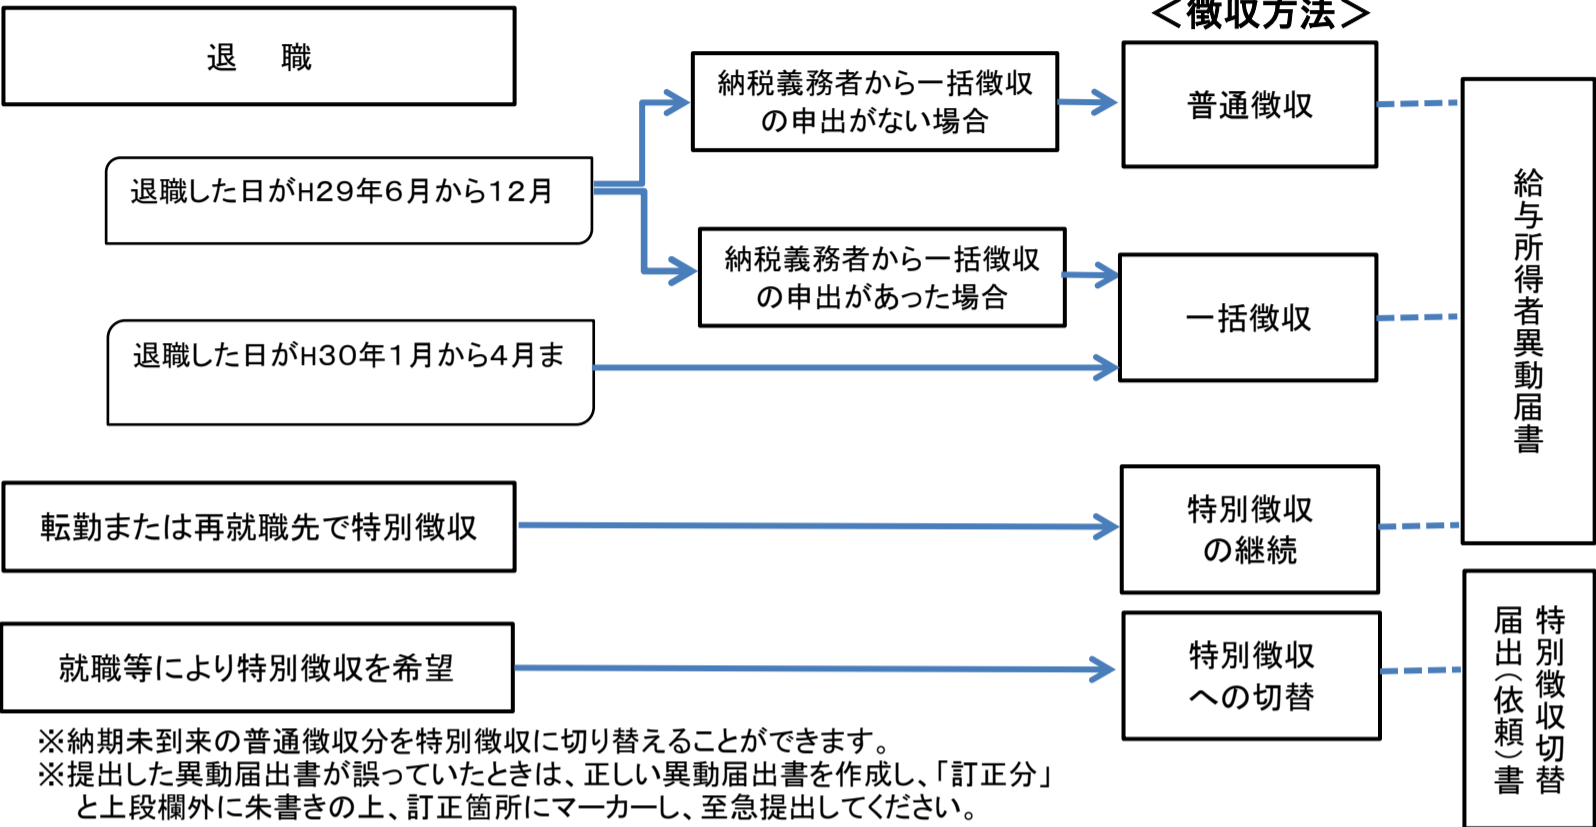 ＜徴収方法＞
退　職
納税義務者から一括徴収
の申出がない場合
普通徴収
退職した日がH29年6月から12月
納税義務者から一括徴収
の申出があった場合
一括徴収
退職した日がH30年1月から4月ま
給与所得者異動届書
転勤または再就職先で特別徴収
特別徴収
の継続
就職等により特別徴収を希望
特別徴収
への切替
特別徴収切替
届出（依頼）書
※納期未到来の普通徴収分を特別徴収に切り替えることができます。
※提出した異動届出書が誤っていたときは、正しい異動届出書を作成し、「訂正分」
と上段欄外に朱書きの上、訂正箇所にマーカーし、至急提出してください。